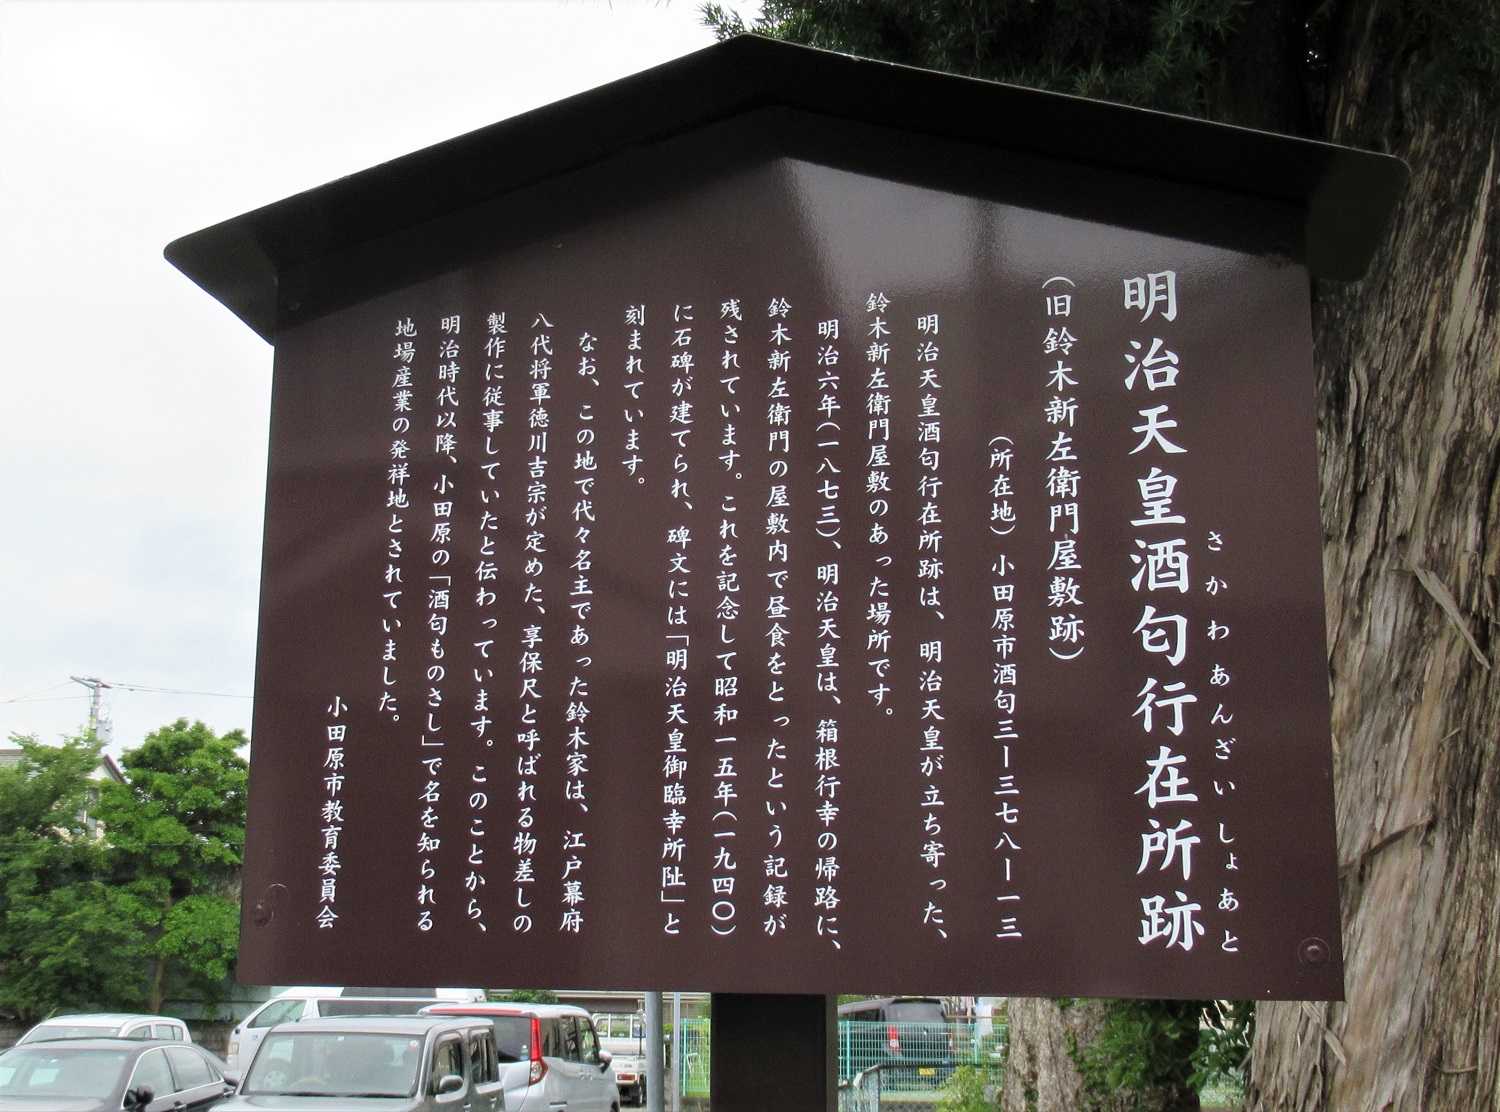 明治天皇酒匂行在所跡
さかわあんざいしょあと
（旧鈴木新左衛門屋敷跡）
（所在地）小田原市酒匂三ー三七八ー一三
明治天皇酒匂行在所跡は、明治天皇が立ち寄った、
鈴木新左衛門屋敷のあった場所です。
明治六年（一八七三）、明治天皇は、箱根行幸の帰路に、
鈴木新左衛門の屋敷内で昼食をとったという記録が
残されています。これを記念して昭和一五年（一九四〇）
に石碑が建てられ、碑文には「明治天皇御臨幸所阯」と
刻まれています。
なお、この地で代々名主であった鈴木家は、江戸幕府
八代将軍徳川吉宗が定めた、享保尺と呼ばれる物差しの
製作に従事していたと伝わっています。このことから、
明治時代以降、小田原の「酒匂ものさし」で名を知られる
地場産業の発祥地とされていました。
小田原市教育委員会